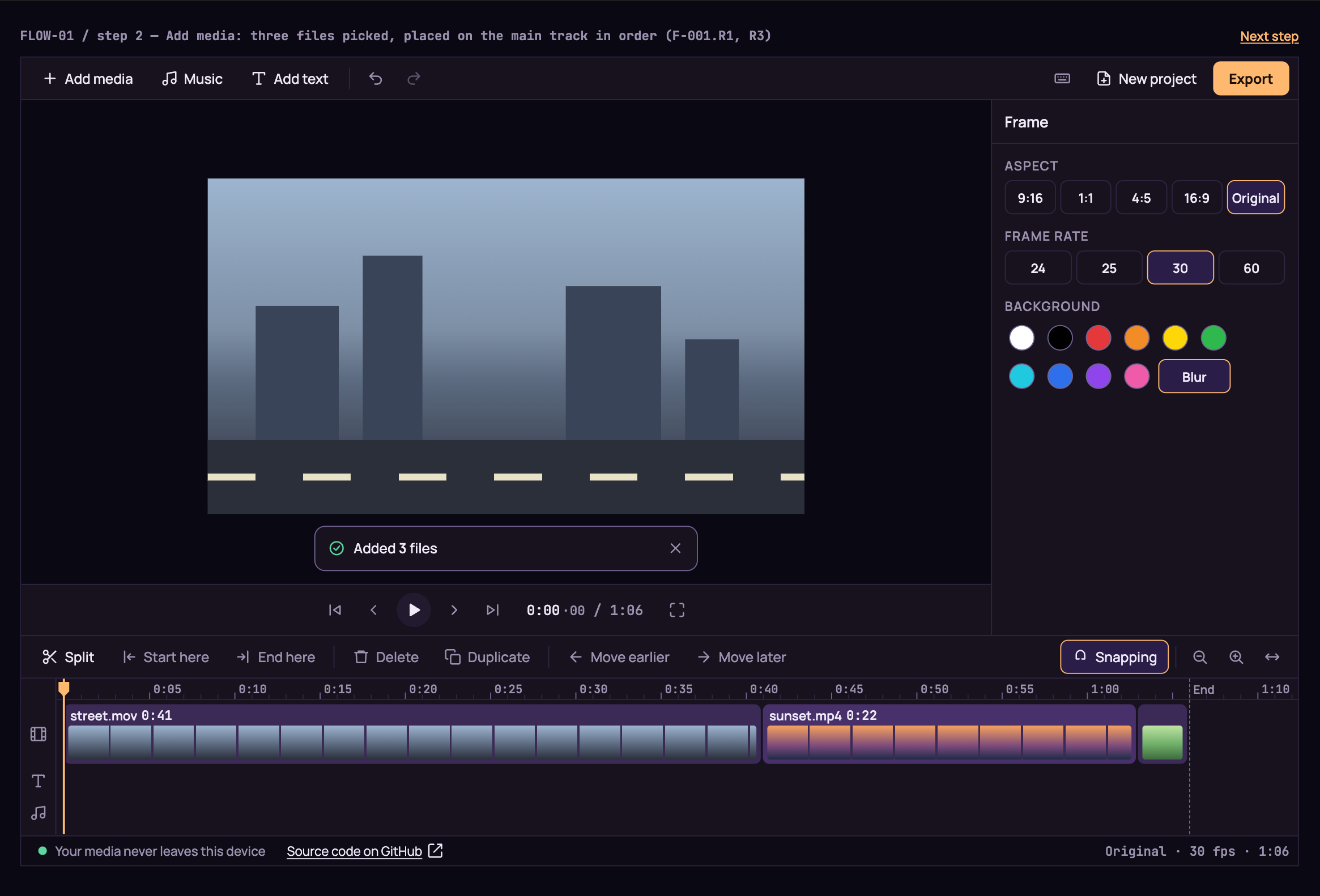 FLOW-01 / step 2 — Add media: three files picked, placed on the main track in order (F-001.R1, R3)
Next step
Add media
Music
Add text
New project
Export
Frame
ASPECT
9:16
1:1
4:5
16:9
Original
FRAME RATE
24
25
30
60
BACKGROUND
Blur
Added 3 files
0:00·00 / 1:06
Split
Start here
End here
Delete
Duplicate
Move earlier
Move later
Snapping
0:05
0:10
0:15
0:20
0:25
0:30
0:35
0:40
0:45
0:50
0:55
1:00
End
1:10
street.mov 0:41
sunset.mp4 0:22
Your media never leaves this device
Source code on GitHub
Original · 30 fps · 1:06